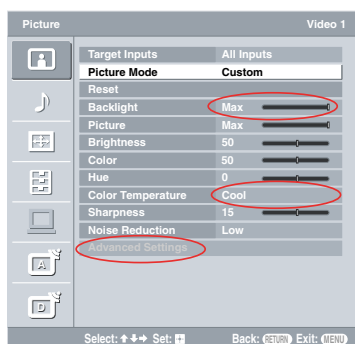 Picture Video 1
Target Inputs All Inputs
Picture Mode Custom
Reset
Backlight Max
Picture Max
Brightness 50
Color 50
Hue 0
Color Temperature Cool
Sharpness 15
Noise Reduction Low
Advanced Settings
A
D
Select: Set: Back: RETURN Exit: MENU